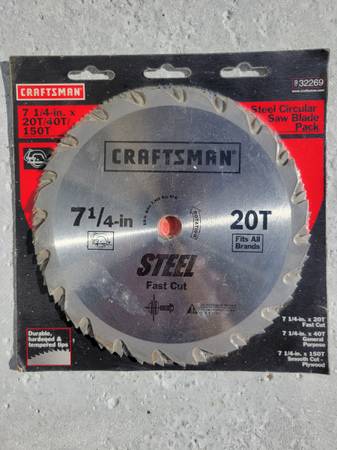 CRAFTSMAN
7 1/4-in. x
20T/40T/
150T
32269
Steel Circular
Saw Blade
Pack
CRAFTSMAN
7 1/4-in
20T
Fits All
Brands
STEEL
Fast Cut
Durable,
hardened &
tempered tips
7 1/4-in. x 20T
Fast Cut
7 1/4-in. x 40T
General
Purpose
7 1/4-in. x 150T
Smooth Cut -
Plywood